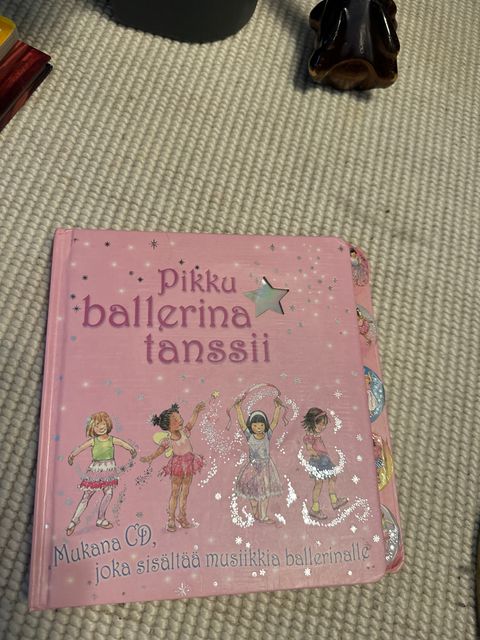 Pikku
ballerina
tanssii
Mukana CD,
joka sisältää musiikkia ballerinalle